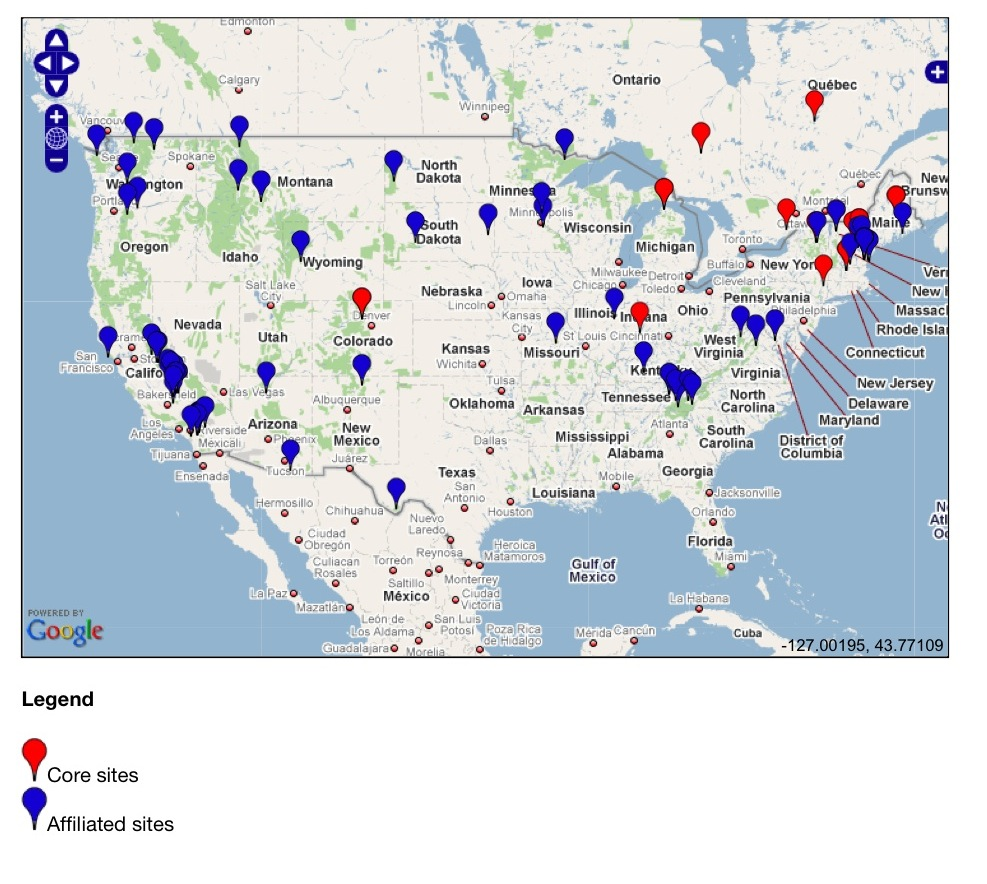 Edmonton
Calgary
Ontario
Québec
Winnipeg
Vancouver
Spokane
Washington
Montana
North
Dakota
Minnesota
Minneapolis
Québec
New
Brunsw
Montréal
Ottawa
Maine
Portland
Oregon
Idaho
Wyoming
South
Dakota
Wisconsin
Michigan
Toronto
Buffalo
New York
Milwaukee
Detroit
Chicago
Toledo
Cleveland
Salt Lake
City
Nebraska
Lincoln
Omaha
Iowa
Illinois
Indiana
Ohio
Pennsylvania
Philadelphia
Ver
New H
Massac
Rhode Islar
Connecticut
New Jersey
Delaware
Maryland
District of
Columbia
Nevada
Utah
Denver
Colorado
Kansas
City
Kansas
Wichita
Missouri
St Louis
Cincinnati
West
Virginia
Virginia
Kentucky
Tennessee
North
Carolina
San
Francisco
Bakersfield
Las Vegas
Los
Angeles
Riverside
Mexicali
Tijuana
Ensenada
Arizona
Phoenix
Tucson
Albuquerque
New
Mexico
Juárez
Tulsa
Oklahoma
Arkansas
Atlanta
South
Carolina
Mississippi
Alabama
Georgia
Dallas
Texas
San
Antonio
Houston
Louisiana
Mobile
Jacksonville
Orlando
Florida
Miami
Hermosillo
Chihuahua
Ciudad
Obregón
Nuevo
Laredo
Heroica
Matamoros
Reynosa
Culiacan
Rosales
Torreón
Saltillo
Monterrey
México
Ciudad
Victoria
La Paz
Mazatlán
León de
Los Aldama
San Luis
Potosí
Guadalajara
Morelia
Poza Rica
de Hidalgo
Gulf of
Mexico
La Habana
Mérida
Cancún
Cuba
N
Atl
Oc
POWERED BY
Google
-127.00195, 43.77109
Legend
Core sites
Affiliated sites